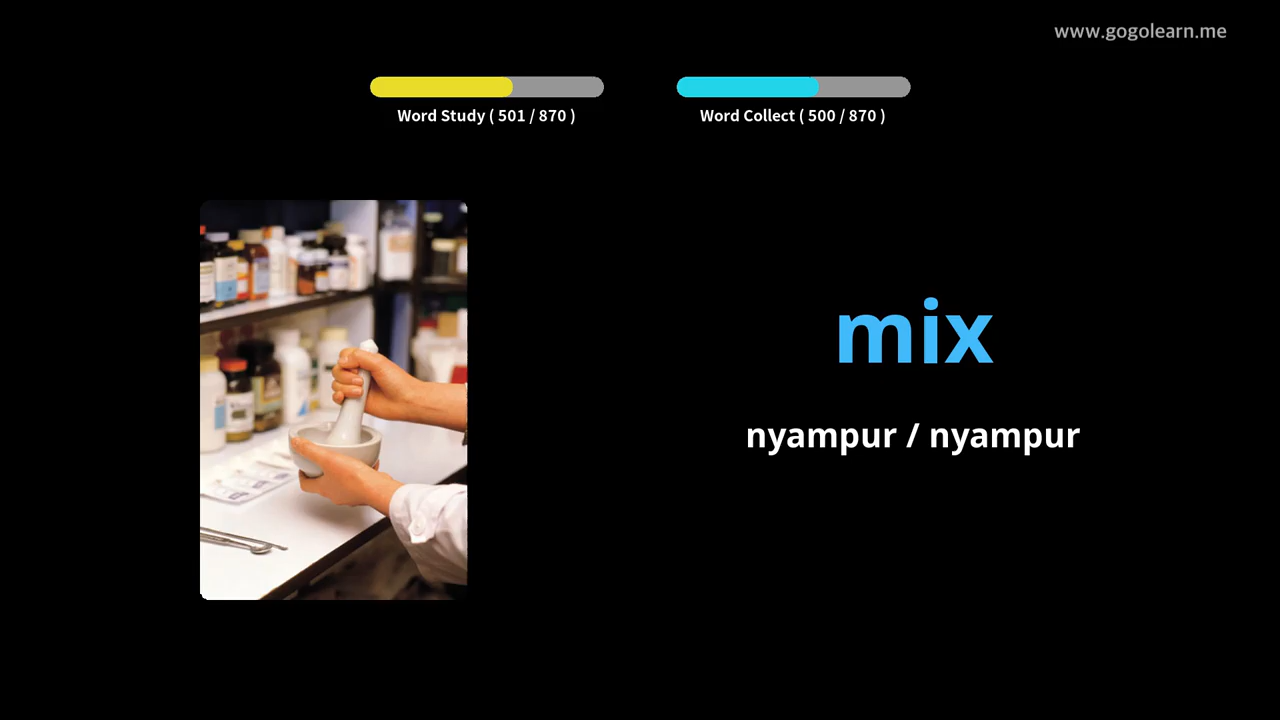 www.gogolearn.me
Word Study ( 501 / 870 )
Word Collect ( 500 / 870 )
mix
nyampur / nyampur